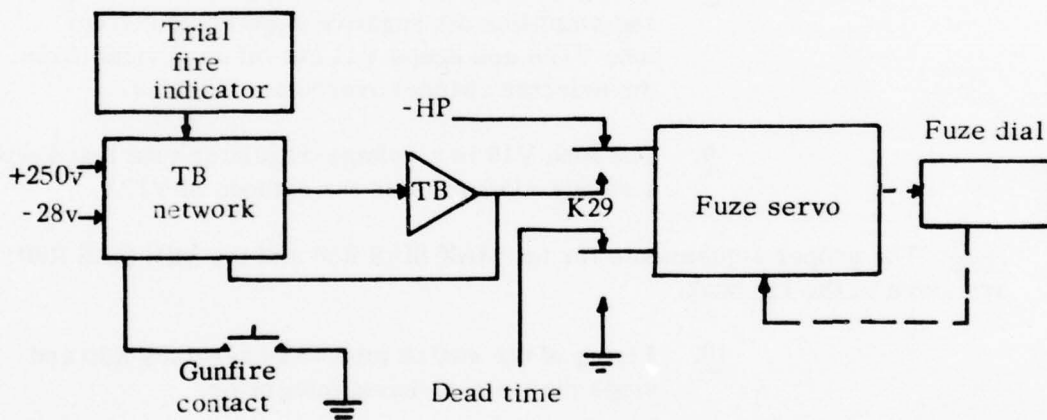 Trial
fire
indicator
-HP
Fuze dial
+250v
-28v
TB
network
TB
K29
Fuze servo
Gunfire
contact
Dead time